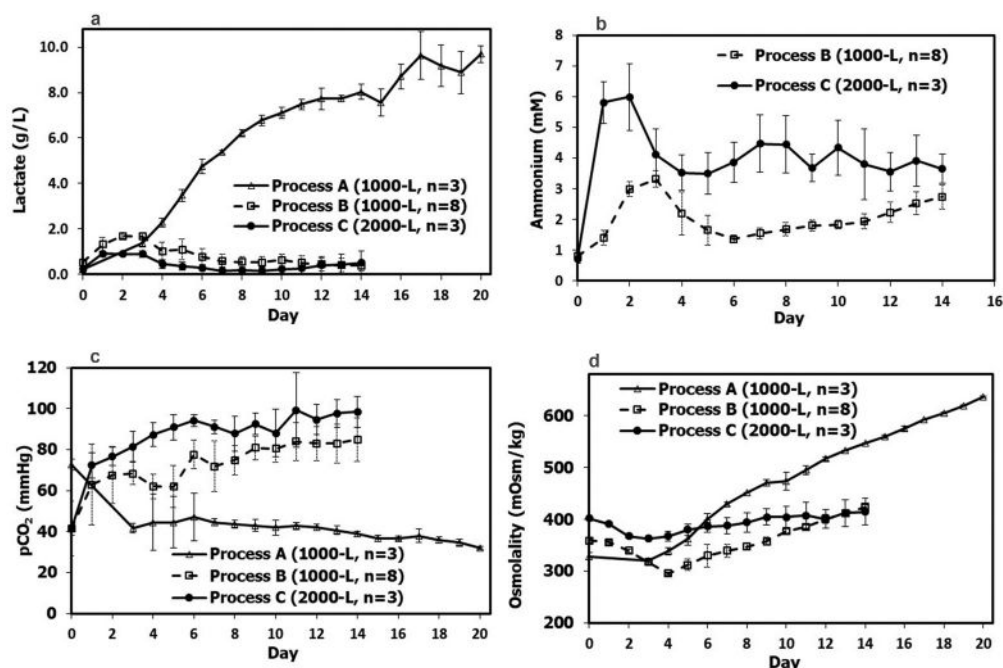 a
Lactate (g/L)
10.0
8.0
6.0
4.0
2.0
0.0
Process A (1000-L, n=3)
Process B (1000-L, n=8)
Process C (2000-L, n=3)
0 2 4 6 8 10 12 14 16 18 20
Day
b
Ammonium (mM)
8
7
6
5
4
3
2
1
0
Process B (1000-L, n=8)
Process C (2000-L, n=3)
0 2 4 6 8 10 12 14 16
Day
c
pCO2 (mmHg)
120
100
80
60
40
20
0
Process A (1000-L, n=3)
Process B (1000-L, n=8)
Process C (2000-L, n=3)
0 2 4 6 8 10 12 14 16 18 20
Day
d
Osmolality (mOsm/kg)
600
500
400
300
200
Process A (1000-L, n=3)
Process B (1000-L, n=8)
Process C (2000-L, n=3)
0 2 4 6 8 10 12 14 16 18 20
Day